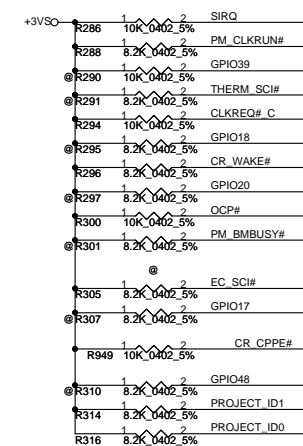 +3VS
1 2 SIRQ
R286 10K_0402_5%
1 2 PM_CLKRUN#
R288 8.2K_0402_5%
1 2 GPIO39
@ R290 10K_0402_5%
1 2 THERM_SCI#
@ R291 8.2K_0402_5%
1 2 CLKREQ#_C
R294 10K_0402_5%
1 2 GPIO18
@ R295 8.2K_0402_5%
1 2 CR_WAKE#
R296 8.2K_0402_5%
1 2 GPIO20
@ R297 8.2K_0402_5%
1 2 OCP#
R300 10K_0402_5%
1 2 PM_BMBUSY#
@ R301 8.2K_0402_5%
@
1 2 EC_SCI#
R305 8.2K_0402_5%
1 2 GPIO17
@ R307 8.2K_0402_5%
1 2 CR_CPPE#
R949 10K_0402_5%
1 2 GPIO48
@ R310 8.2K_0402_5%
1 2 PROJECT_ID1
R314 8.2K_0402_5%
1 2 PROJECT_ID0
R316 8.2K_0402_5%